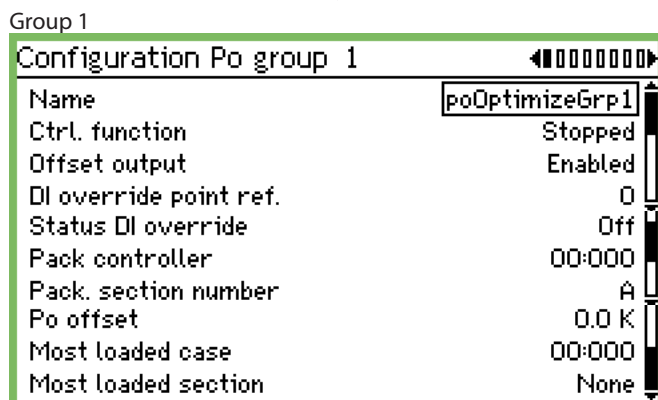 Group 1
Configuration Po group 1
Name poOptimizeGrp1
Ctrl. function Stopped
Offset output Enabled
DI override point ref. 0
Status DI override Off
Pack controller 00:000
Pack. section number A
Po offset 0.0 K
Most loaded case 00:000
Most loaded section None